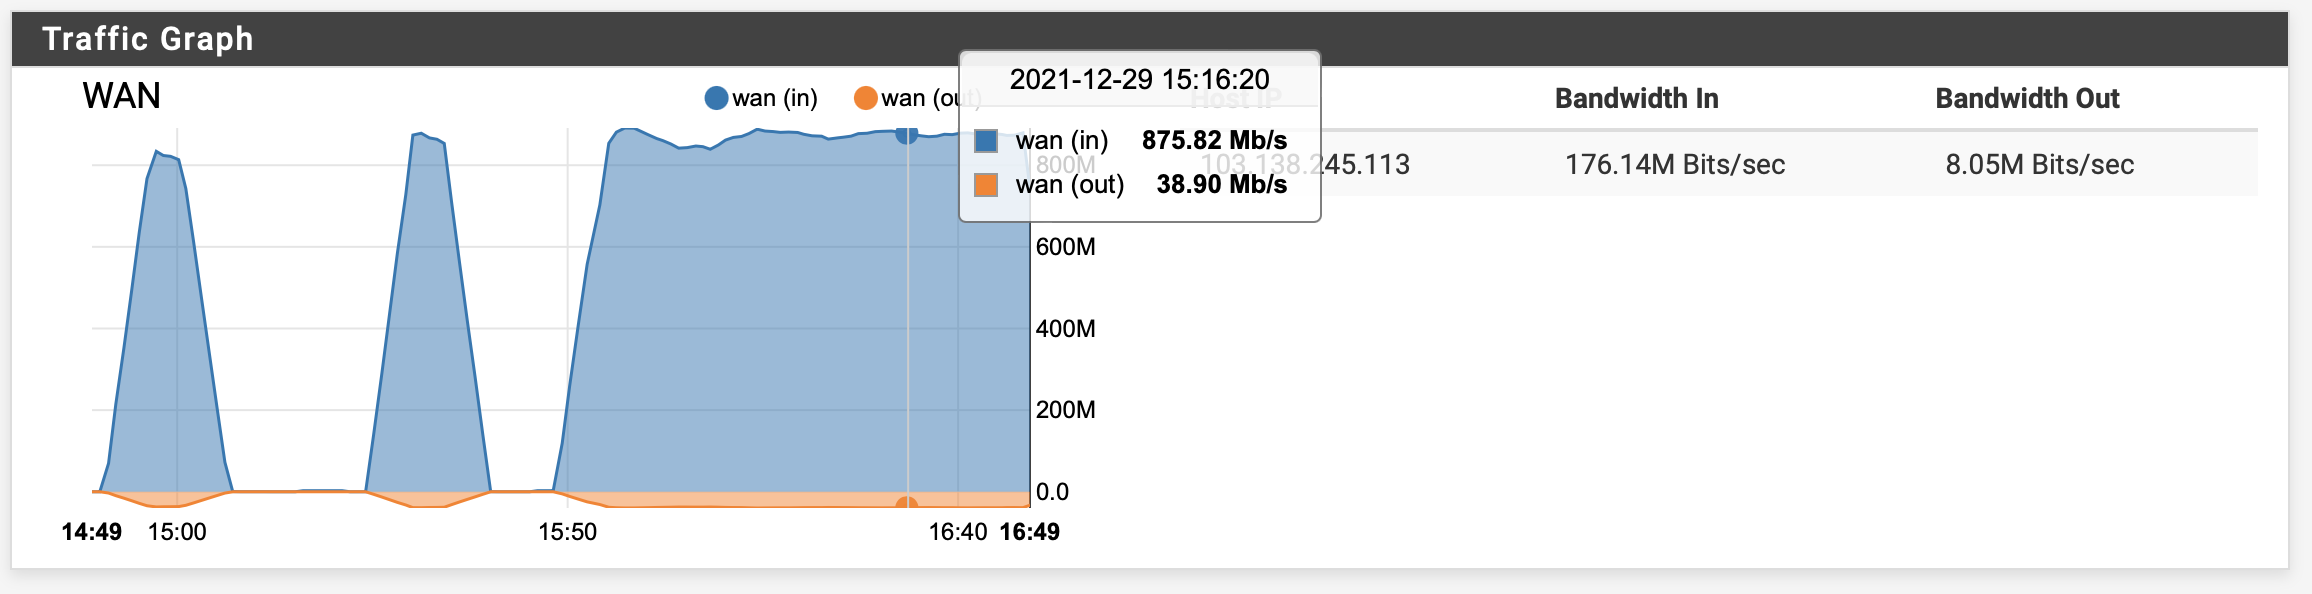 Traffic Graph
WAN
wan (in) wan (out)
2021-12-29 15:16:20
wan (in) 875.82 Mb/s
wan (out) 38.90 Mb/s
Host IP Bandwidth In Bandwidth Out
103.138.245.113 176.14M Bits/sec 8.05M Bits/sec
800M
600M
400M
200M
0.0
14:49 15:00 15:50 16:40 16:49